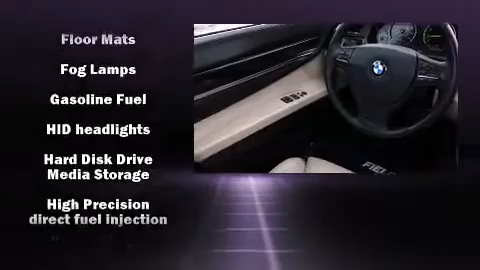 Floor Mats
Fog Lamps
Gasoline Fuel
HID headlights
Hard Disk Drive
Media Storage
High Precision
direct fuel injection